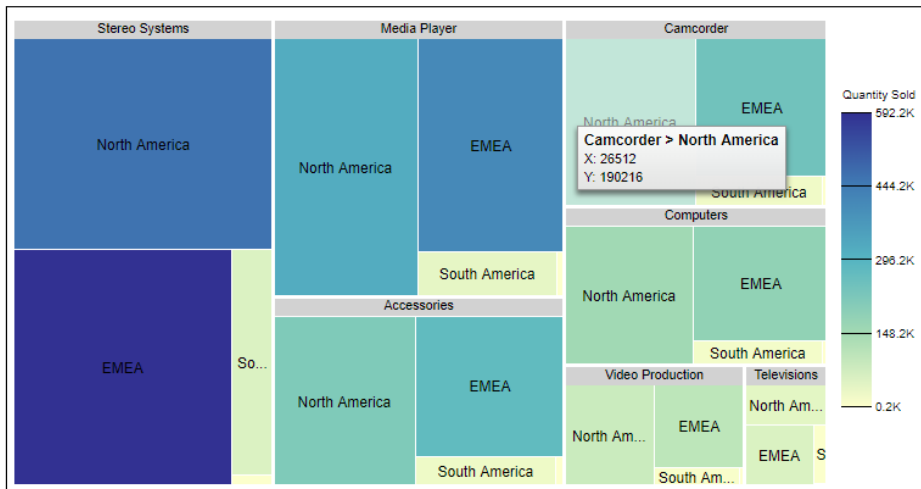 Stereo Systems
North America
EMEA
So...
Media Player
North America
EMEA
South America
Accessories
North America
EMEA
South America
Camcorder
North America
EMEA
South America
Camcorder > North America
X: 26512
Y: 190216
Computers
North America
EMEA
South America
Video Production
North Am...
EMEA
South Am...
Televisions
North Am...
EMEA
S
Quantity Sold
592.2K
444.2K
296.2K
148.2K
0.2K